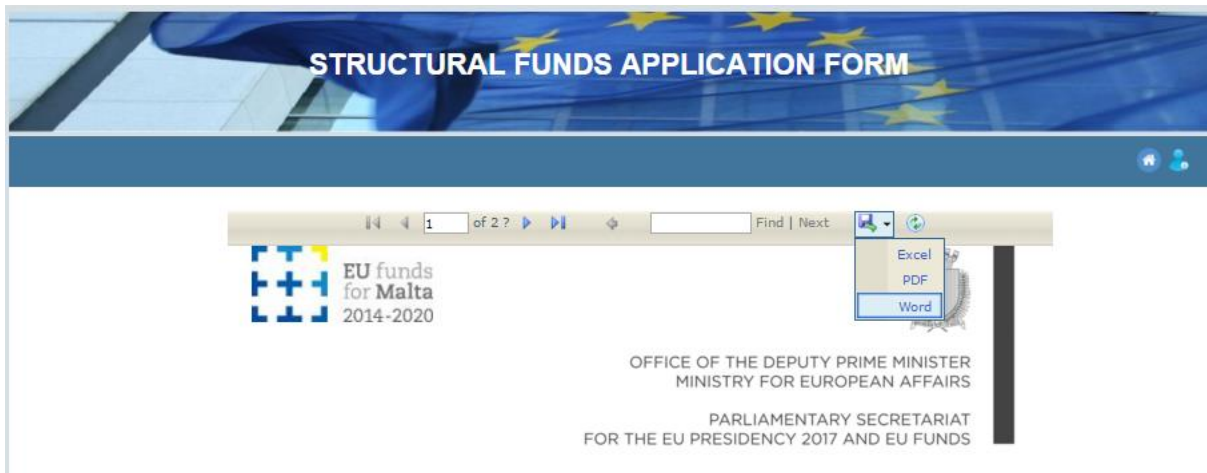 STRUCTURAL FUNDS APPLICATION FORM
1 of 2 ? Find | Next
Excel
PDF
Word
EU funds
for Malta
2014-2020
OFFICE OF THE DEPUTY PRIME MINISTER
MINISTRY FOR EUROPEAN AFFAIRS
PARLIAMENTARY SECRETARIAT
FOR THE EU PRESIDENCY 2017 AND EU FUNDS